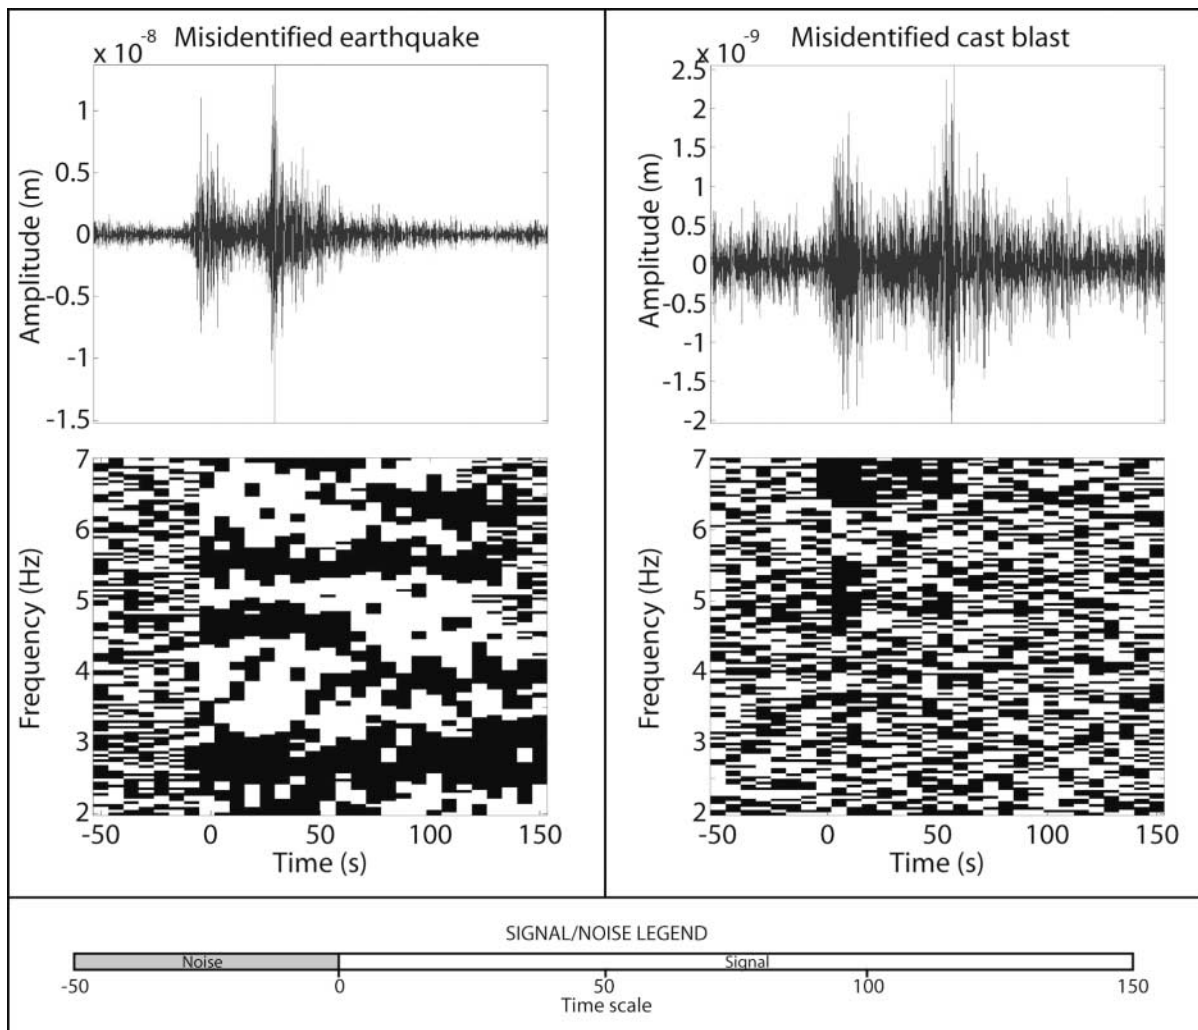 x 10-8 Misidentified earthquake
1
0.5
0
-0.5
-1
-1.5
Amplitude (m)
7
6
5
4
3
2
Frequency (Hz)
-50 0 50 100 150
Time (s)
x 10-9 Misidentified cast blast
2.5
2
1.5
1
0.5
0
-0.5
-1
-1.5
-2
Amplitude (m)
7
6
5
4
3
2
Frequency (Hz)
-50 0 50 100 150
Time (s)
SIGNAL/NOISE LEGEND
Noise Signal
-50 0 50 100 150
Time scale